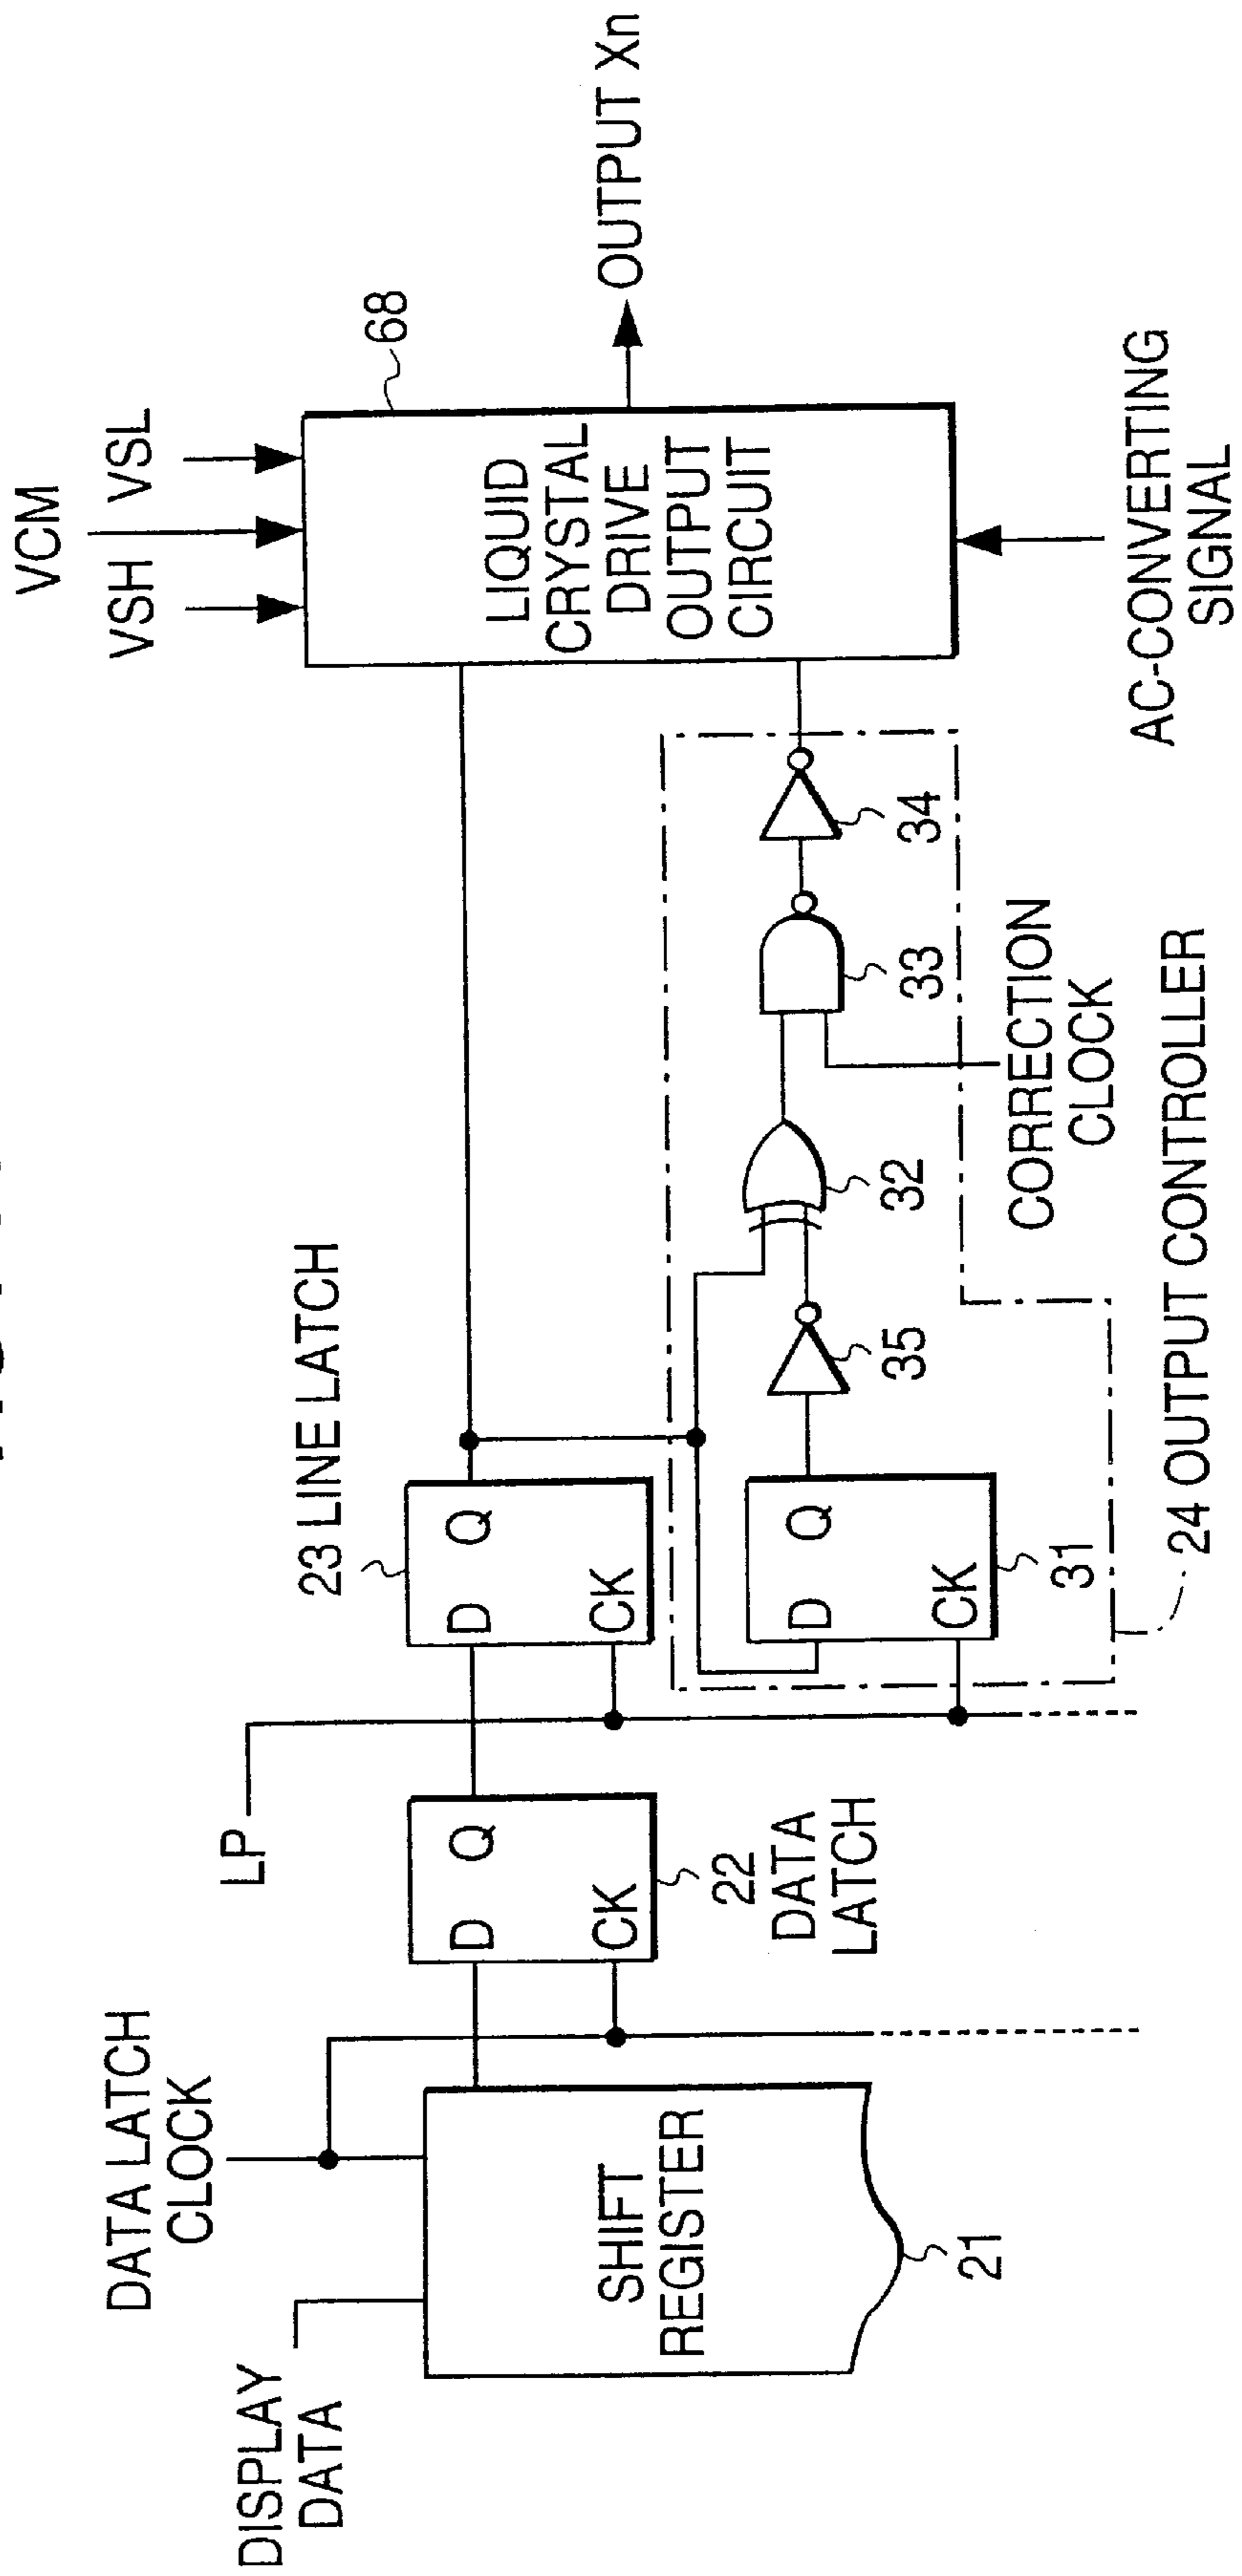 DISPLAY
DATA
DATA LATCH
CLOCK
SHIFT
REGISTER
21
LP
D Q
CK
22
DATA
LATCH
23 LINE LATCH
D Q
CK
D Q
CK
31
35
32
33
34
CORRECTION
CLOCK
24 OUTPUT CONTROLLER
VCM
VSH VSL
68
LIQUID
CRYSTAL
DRIVE
OUTPUT
CIRCUIT
OUTPUT Xn
AC-CONVERTING
SIGNAL